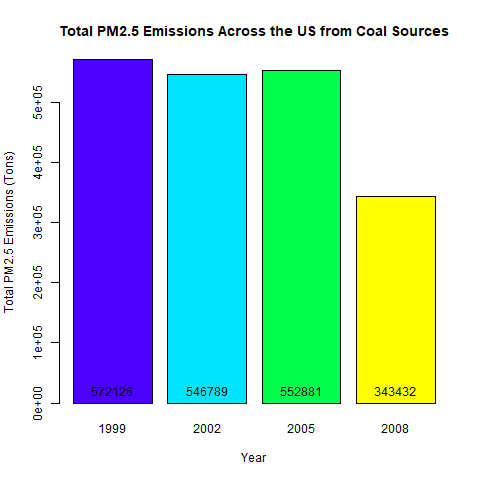 Total PM2.5 Emissions Across the US from Coal Sources
Total PM2.5 Emissions (Tons)
5e+05
4e+05
3e+05
2e+05
1e+05
0e+00
572126 546789 552881 343432
1999 2002 2005 2008
Year